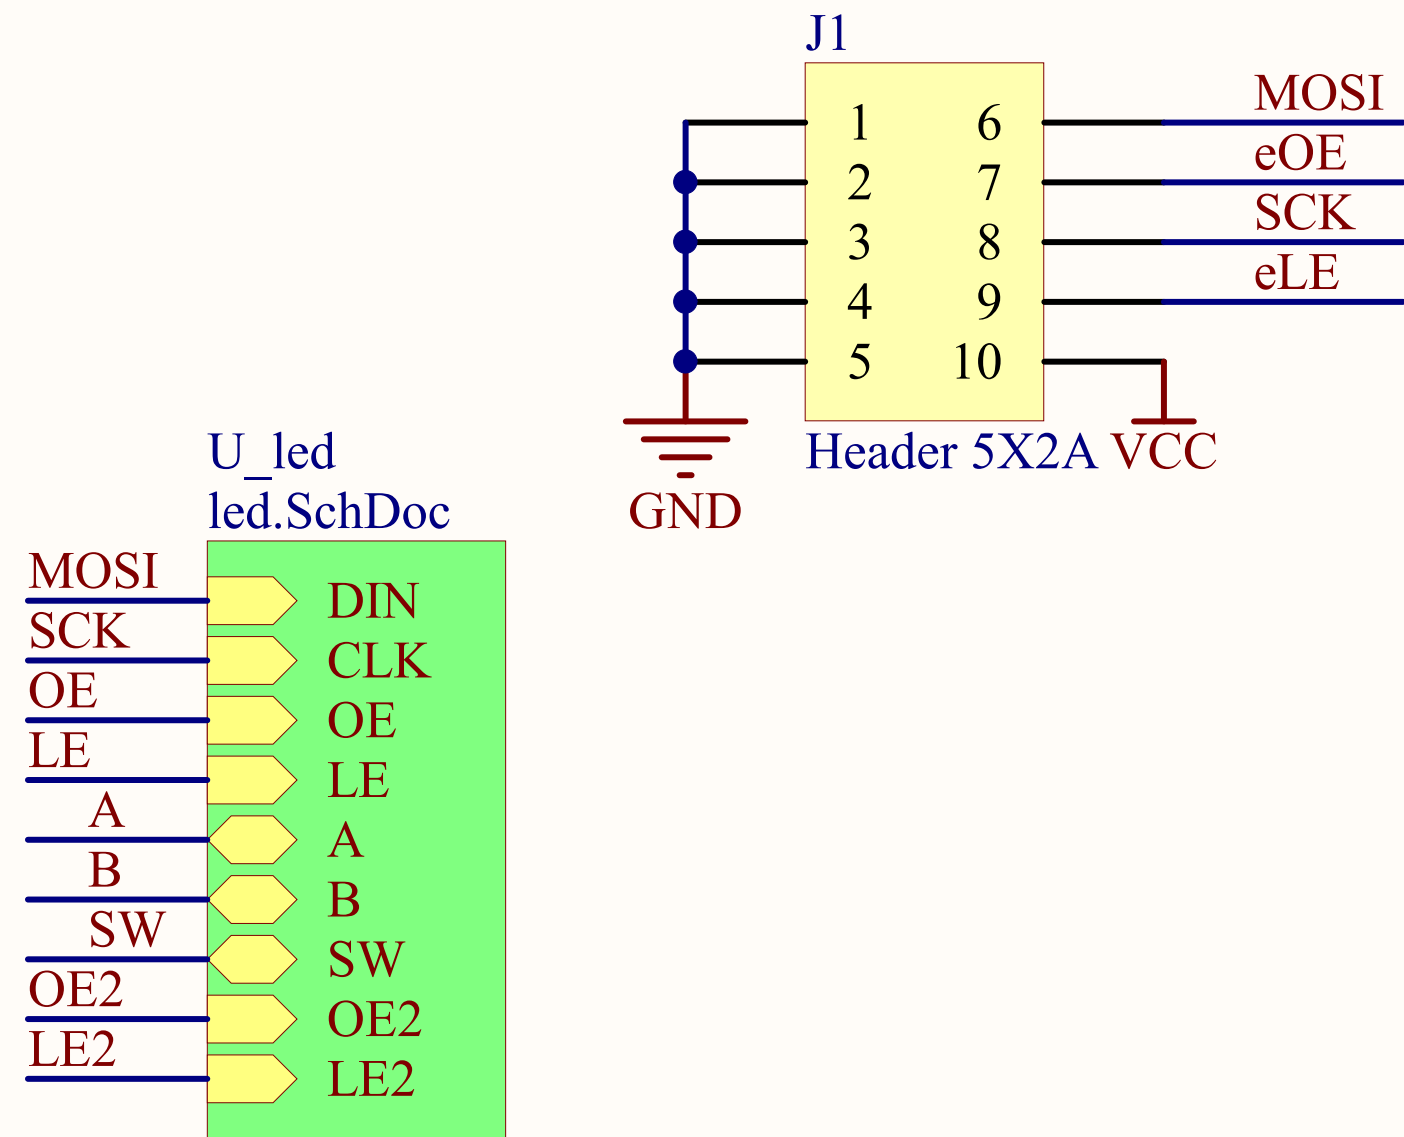 J1
1 6 MOSI
2 7 eOE
3 8 SCK
4 9 eLE
5 10
Header 5X2A VCC
GND
U_led
led.SchDoc
MOSI DIN
SCK CLK
OE OE
LE LE
A A
B B
SW SW
OE2 OE2
LE2 LE2